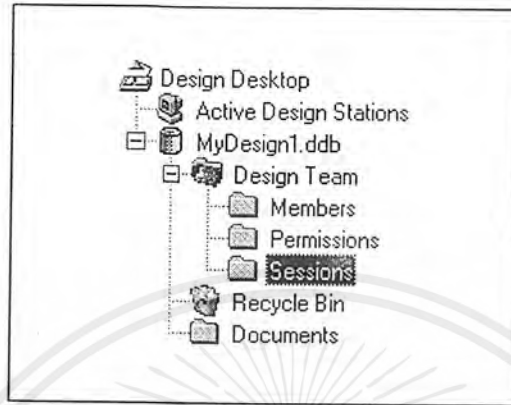 Design Desktop
Active Design Stations
MyDesign1.ddb
Design Team
Members
Permissions
Sessions
Recycle Bin
Documents